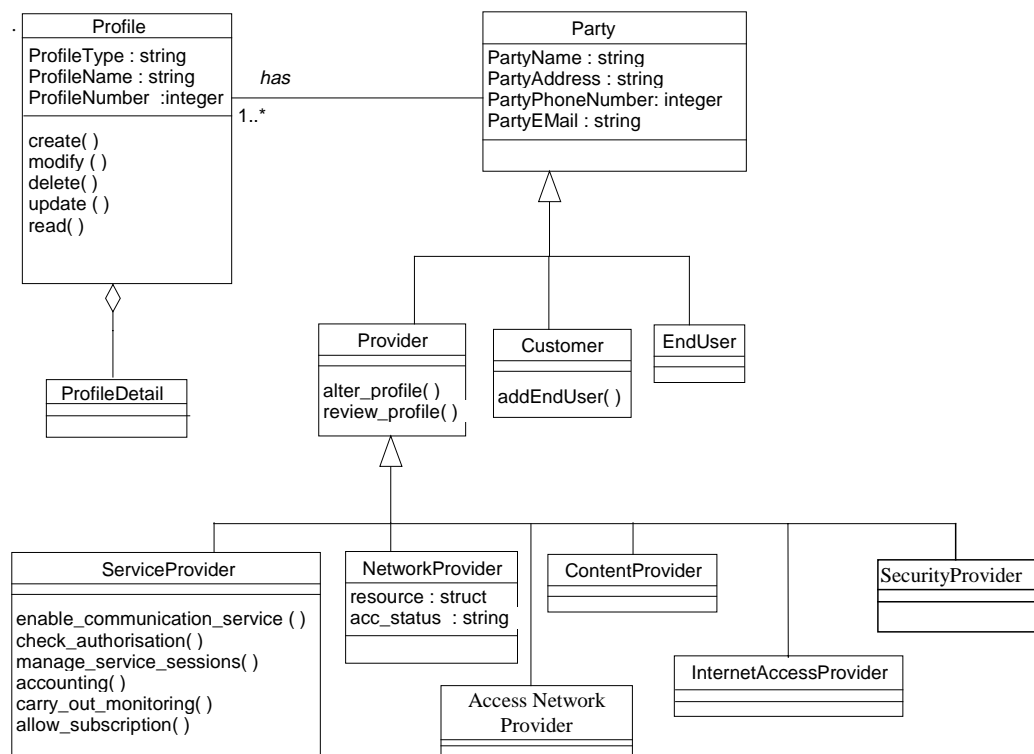 .
Profile
ProfileType : string
ProfileName : string
ProfileNumber :integer
create( )
modify ( )
delete( )
update ( )
read( )
has
1..*
Party
PartyName : string
PartyAddress : string
PartyPhoneNumber: integer
PartyEMail : string
ProfileDetail
Provider
alter_profile( )
review_profile( )
Customer
addEndUser( )
EndUser
ServiceProvider
enable_communication_service ( )
check_authorisation( )
manage_service_sessions( )
accounting( )
carry_out_monitoring( )
allow_subscription( )
NetworkProvider
resource : struct
acc_status : string
Access Network
Provider
ContentProvider
InternetAccessProvider
SecurityProvider